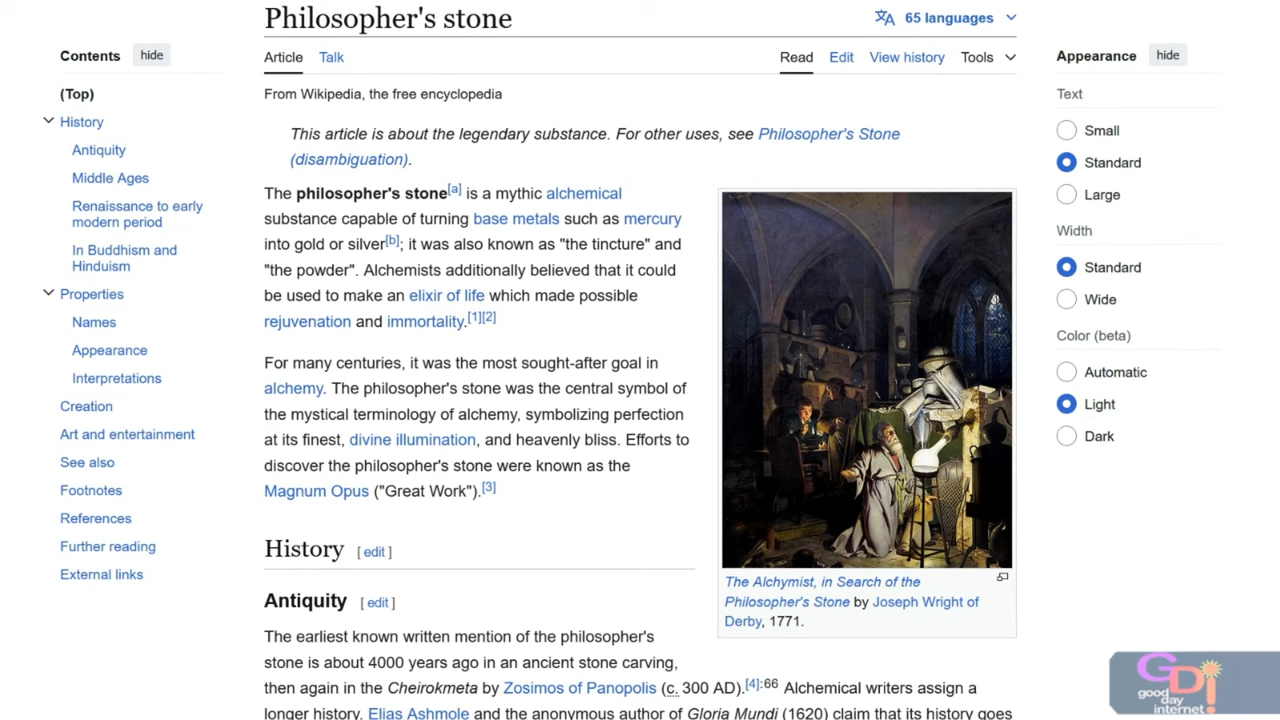 Philosopher's stone
65 languages
Contents hide
Article Talk
Read Edit View history Tools
From Wikipedia, the free encyclopedia
(Top)
History
Antiquity
Middle Ages
Renaissance to early
modern period
In Buddhism and
Hinduism
Properties
Names
Appearance
Interpretations
Creation
Art and entertainment
See also
Footnotes
References
Further reading
External links
This article is about the legendary substance. For other uses, see Philosopher's Stone
(disambiguation).
The philosopher's stone[a] is a mythic alchemical
substance capable of turning base metals such as mercury
into gold or silver[b]; it was also known as "the tincture" and
"the powder". Alchemists additionally believed that it could
be used to make an elixir of life which made possible
rejuvenation and immortality.[1][2]
For many centuries, it was the most sought-after goal in
alchemy. The philosopher's stone was the central symbol of
the mystical terminology of alchemy, symbolizing perfection
at its finest, divine illumination, and heavenly bliss. Efforts to
discover the philosopher's stone were known as the
Magnum Opus ("Great Work").[3]
The Alchymist, in Search of the
Philosopher's Stone by Joseph Wright of
Derby, 1771.
History [ edit ]
Antiquity [ edit ]
The earliest known written mention of the philosopher's
stone is about 4000 years ago in an ancient stone carving,
then again in the Cheirokmeta by Zosimos of Panopolis (c. 300 AD).[4]:66 Alchemical writers assign a
longer history. Elias Ashmole and the anonymous author of Gloria Mundi (1620) claim that its history goes
Appearance hide
Text
Small
Standard
Large
Width
Standard
Wide
Color (beta)
Automatic
Light
Dark
GDi
good
day
internet